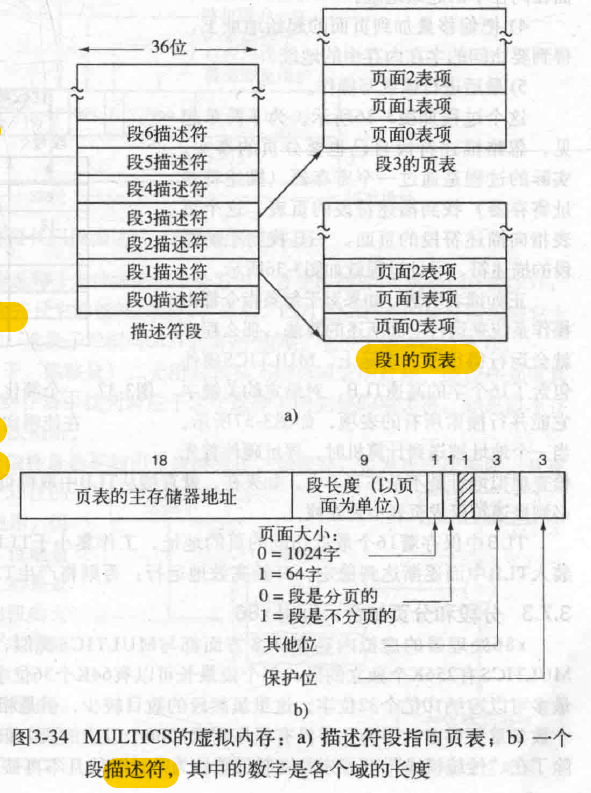 36位
段6描述符
段5描述符
段4描述符
段3描述符
段2描述符
段1描述符
段0描述符
描述符段
页面2表项
页面1表项
页面0表项
段3的页表
页面2表项
页面1表项
页面0表项
段1的页表
a)
18 9 1 1 1 3 3
页表的主存储器地址
段长度（以页
面为单位）
页面大小：
0 = 1024字
1 = 64字
0 = 段是分页的
1 = 段是不分页的
其他位
保护位
b)
图3-34 MULTICS的虚拟内存：a) 描述符段指向页表；b) 一个
段描述符，其中的数字是各个域的长度